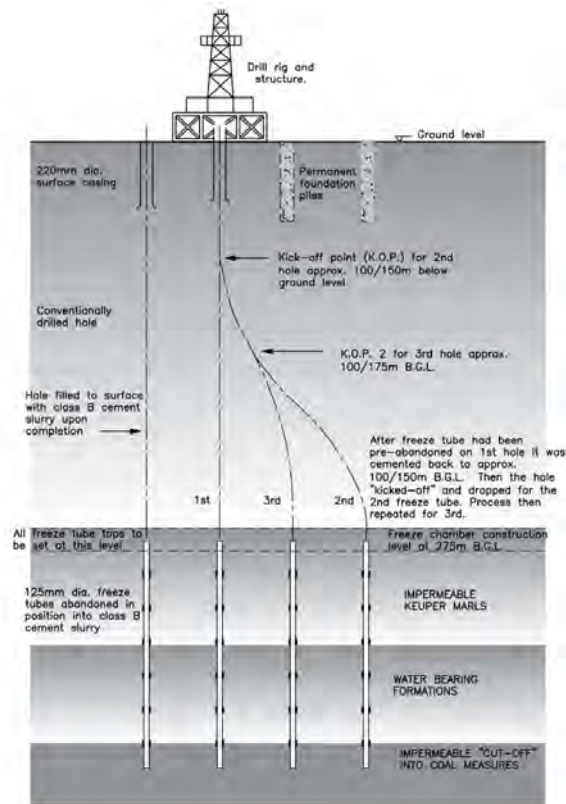 Drill rig and
structure.
Ground level
220mm dia.
surface casing
Permanent
foundation
piles
Kick-off point (K.O.P.) for 2nd
hole approx. 100/150m below
ground level
Conventionally
drilled hole
K.O.P. 2 for 3rd hole approx.
100/175m B.G.L.
Hole filled to surface
with class B cement
slurry upon
completion
After freeze tube had been
pre-abandoned on 1st hole it was
cemented back to approx.
100/150m B.G.L. Then the hole
"kicked-off" and dropped for the
2nd freeze tube. Process then
repeated for 3rd.
1st
3rd
2nd
All freeze tube tops to
be set at this level
Freeze chamber construction
level at 275m B.G.L
125mm dia. freeze
tubes abandoned in
position into class B
cement slurry
IMPERMEABLE
KEUPER MARLS
WATER BEARING
FORMATIONS
IMPERMEABLE "CUT-OFF"
INTO COAL MEASURES